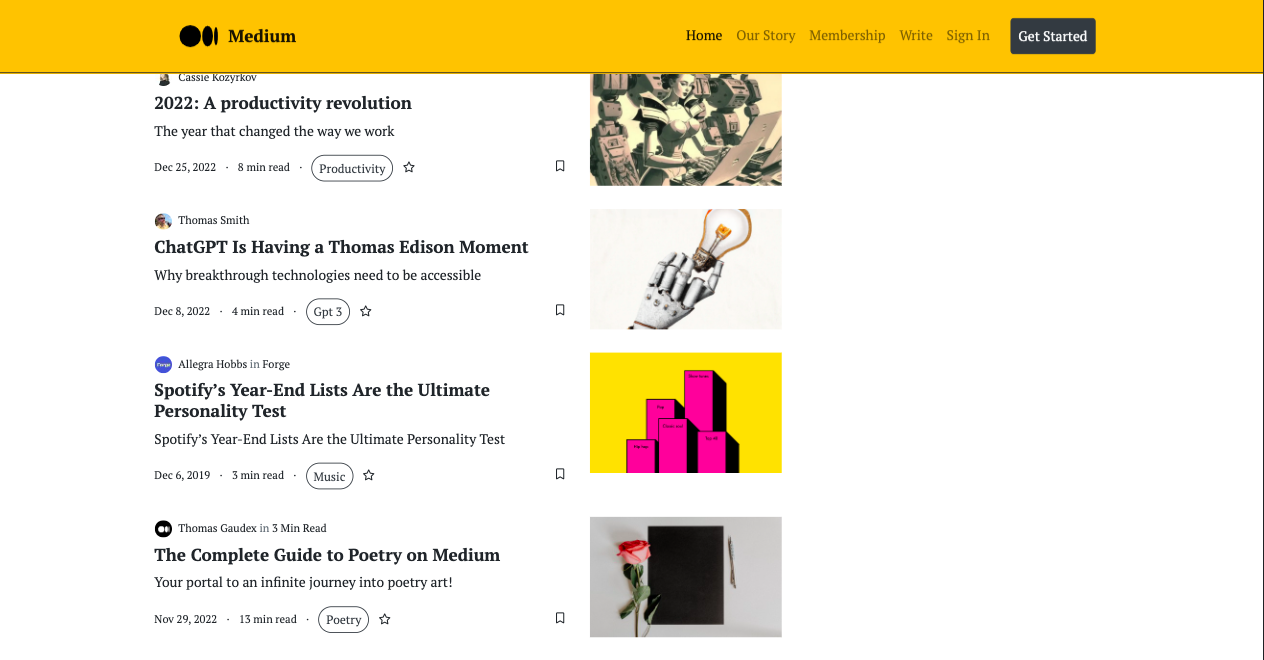 Medium
Home Our Story Membership Write Sign In Get Started
Cassie Kozyrkov
2022: A productivity revolution
The year that changed the way we work
Dec 25, 2022 · 8 min read · Productivity
Thomas Smith
ChatGPT Is Having a Thomas Edison Moment
Why breakthrough technologies need to be accessible
Dec 8, 2022 · 4 min read · Gpt 3
Forge
Allegra Hobbs in Forge
Spotify’s Year-End Lists Are the Ultimate
Personality Test
Spotify’s Year-End Lists Are the Ultimate Personality Test
Dec 6, 2019 · 3 min read · Music
Thomas Gaudex in 3 Min Read
The Complete Guide to Poetry on Medium
Your portal to an infinite journey into poetry art!
Nov 29, 2022 · 13 min read · Poetry